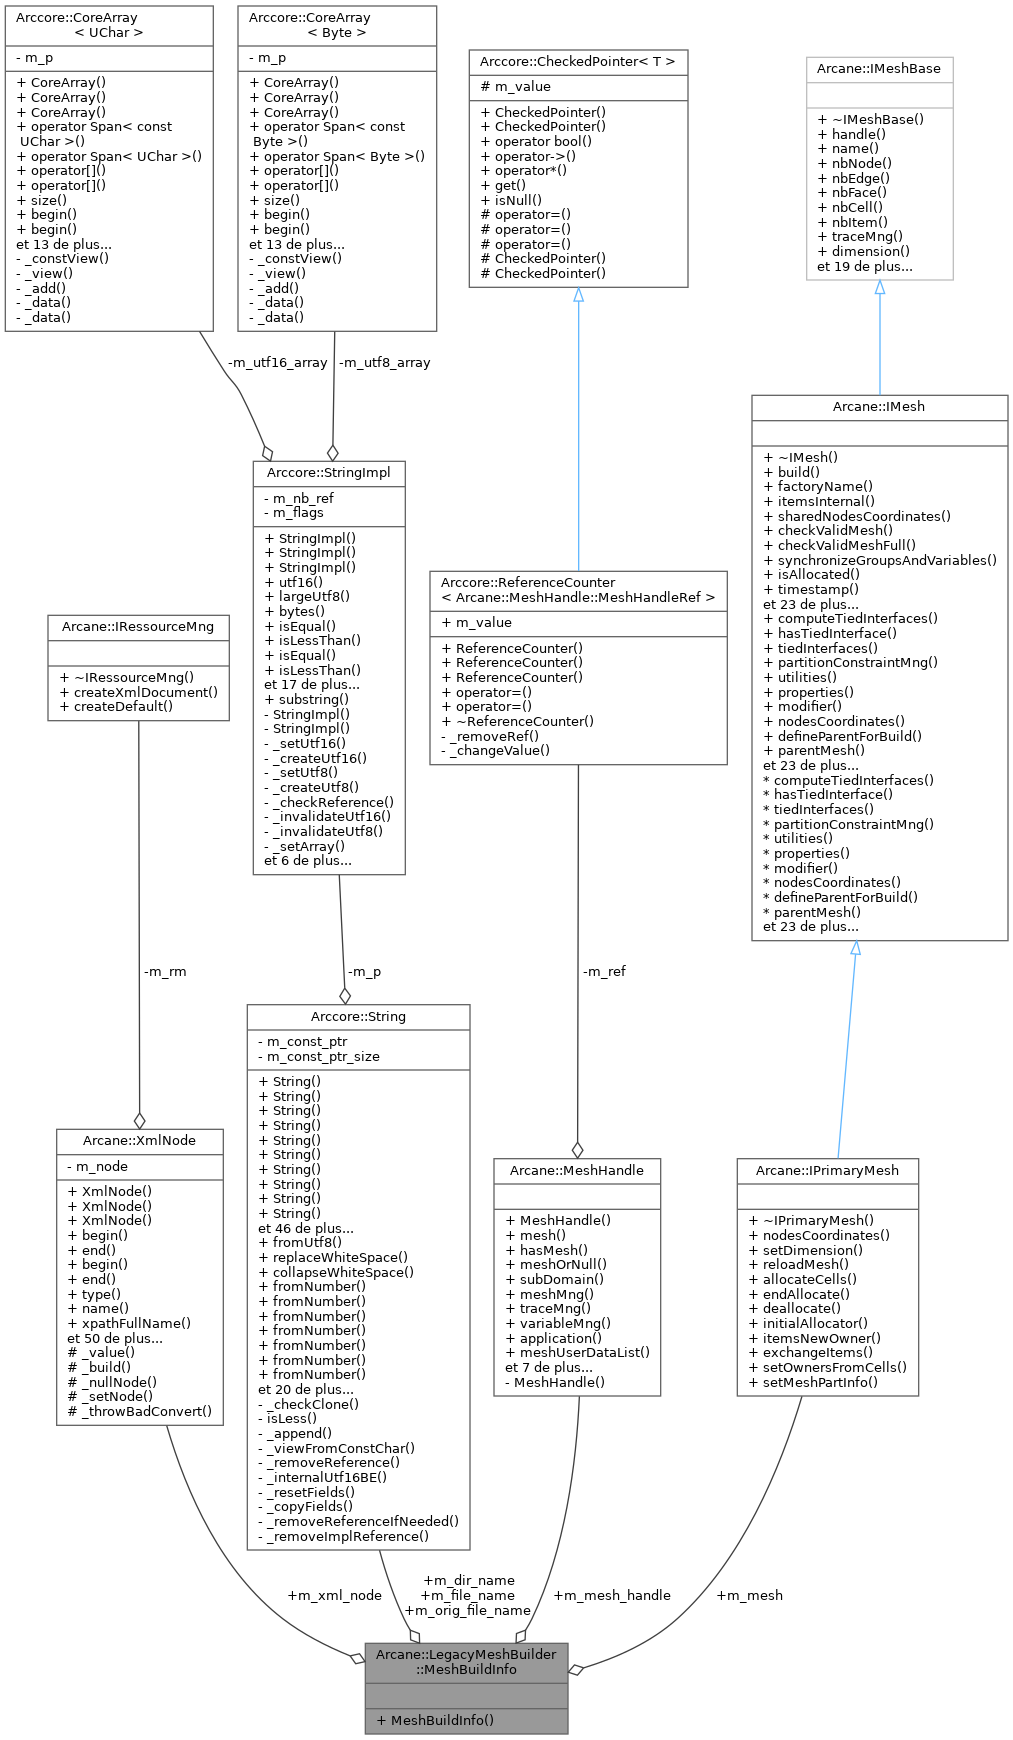 Arccore::CoreArray
< UChar >
- m_p
+ CoreArray()
+ CoreArray()
+ CoreArray()
+ operator Span< const
UChar >()
+ operator Span< UChar >()
+ operator[]()
+ operator[]()
+ size()
+ begin()
+ begin()
et 13 de plus...
- _constView()
- _view()
- _add()
- _data()
- _data()
Arccore::CoreArray
< Byte >
- m_p
+ CoreArray()
+ CoreArray()
+ CoreArray()
+ operator Span< const
Byte >()
+ operator Span< Byte >()
+ operator[]()
+ operator[]()
+ size()
+ begin()
+ begin()
et 13 de plus...
- _constView()
- _view()
- _add()
- _data()
- _data()
Arccore::CheckedPointer< T >
# m_value
+ CheckedPointer()
+ CheckedPointer()
+ operator bool()
+ operator->()
+ operator*()
+ get()
+ isNull()
# operator=()
# operator=()
# operator=()
# CheckedPointer()
# CheckedPointer()
Arcane::IMeshBase
+ ~IMeshBase()
+ handle()
+ name()
+ nbNode()
+ nbEdge()
+ nbFace()
+ nbCell()
+ nbItem()
+ traceMng()
+ dimension()
et 19 de plus...
-m_utf16_array
-m_utf8_array
Arccore::StringImpl
- m_nb_ref
- m_flags
+ StringImpl()
+ StringImpl()
+ StringImpl()
+ utf16()
+ largeUtf8()
+ bytes()
+ isEqual()
+ isLessThan()
+ isEqual()
+ isLessThan()
et 17 de plus...
+ substring()
- StringImpl()
- StringImpl()
- _setUtf16()
- _createUtf16()
- _setUtf8()
- _createUtf8()
- _checkReference()
- _invalidateUtf16()
- _invalidateUtf8()
- _setArray()
et 6 de plus...
Arcane::IMesh
+ ~IMesh()
+ build()
+ factoryName()
+ itemsInternal()
+ sharedNodesCoordinates()
+ checkValidMesh()
+ checkValidMeshFull()
+ synchronizeGroupsAndVariables()
+ isAllocated()
+ timestamp()
et 23 de plus...
+ computeTiedInterfaces()
+ hasTiedInterface()
+ tiedInterfaces()
+ partitionConstraintMng()
+ utilities()
+ properties()
+ modifier()
+ nodesCoordinates()
+ defineParentForBuild()
+ parentMesh()
et 23 de plus...
* computeTiedInterfaces()
* hasTiedInterface()
* tiedInterfaces()
* partitionConstraintMng()
* utilities()
* properties()
* modifier()
* nodesCoordinates()
* defineParentForBuild()
* parentMesh()
et 23 de plus...
Arccore::ReferenceCounter
< Arcane::MeshHandle::MeshHandleRef >
+ m_value
+ ReferenceCounter()
+ ReferenceCounter()
+ ReferenceCounter()
+ operator=()
+ operator=()
+ ~ReferenceCounter()
- _removeRef()
- _changeValue()
Arcane::IRessourceMng
+ ~IRessourceMng()
+ createXmlDocument()
+ createDefault()
-m_rm
-m_p
-m_ref
Arcane::XmlNode
- m_node
+ XmlNode()
+ XmlNode()
+ XmlNode()
+ begin()
+ end()
+ begin()
+ end()
+ type()
+ name()
+ xpathFullName()
et 50 de plus...
# _value()
# _build()
# _nullNode()
# _setNode()
# _throwBadConvert()
Arccore::String
- m_const_ptr
- m_const_ptr_size
+ String()
+ String()
+ String()
+ String()
+ String()
+ String()
+ String()
+ String()
+ String()
+ String()
et 46 de plus...
+ fromUtf8()
+ replaceWhiteSpace()
+ collapseWhiteSpace()
+ fromNumber()
+ fromNumber()
+ fromNumber()
+ fromNumber()
+ fromNumber()
+ fromNumber()
+ fromNumber()
et 20 de plus...
- _checkClone()
- isLess()
- _append()
- _viewFromConstChar()
- _removeReference()
- _internalUtf16BE()
- _resetFields()
- _copyFields()
- _removeReferenceIfNeeded()
- _removeImplReference()
Arcane::MeshHandle
+ MeshHandle()
+ mesh()
+ hasMesh()
+ meshOrNull()
+ subDomain()
+ meshMng()
+ traceMng()
+ variableMng()
+ application()
+ meshUserDataList()
et 7 de plus...
- MeshHandle()
Arcane::IPrimaryMesh
+ ~IPrimaryMesh()
+ nodesCoordinates()
+ setDimension()
+ reloadMesh()
+ allocateCells()
+ endAllocate()
+ deallocate()
+ initialAllocator()
+ itemsNewOwner()
+ exchangeItems()
+ setOwnersFromCells()
+ setMeshPartInfo()
+m_xml_node
+m_dir_name
+m_file_name
+m_orig_file_name
+m_mesh_handle
+m_mesh
Arcane::LegacyMeshBuilder
::MeshBuildInfo
+ MeshBuildInfo()